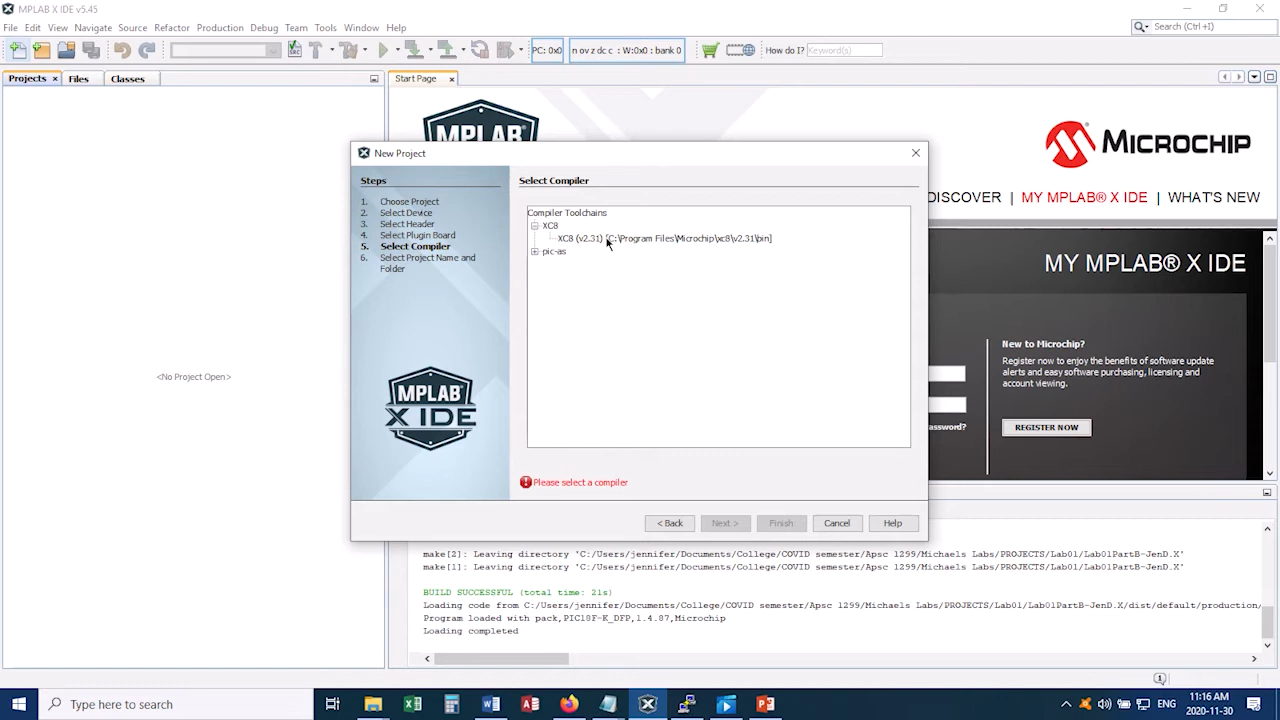 MPLAB X IDE v5.45
File Edit View Navigate Source Refactor Production Debug Team Tools Window Help
Search (Ctrl+I)
PC: 0x0 n ov z dc c : W:0x0 : bank 0 How do I? Keyword(s)
Projects Files Classes Start Page
MPLAB
MICROCHIP
New Project
Steps
1. Choose Project
2. Select Device
3. Select Header
4. Select Plugin Board
5. Select Compiler
6. Select Project Name and
Folder
MPLAB
X IDE
Select Compiler
Compiler Toolchains
XC8
XC8 (v2.31) [C:\Program Files\Microchip\xc8\v2.31\bin]
pic-as
Please select a compiler
< Back Next > Finish Cancel Help
DISCOVER | MY MPLAB® X IDE | WHAT'S NEW
MY MPLAB® X IDE
New to Microchip?
Register now to enjoy the benefits of software update
alerts and easy software purchasing, licensing and
account viewing.
REGISTER NOW
<No Project Open>
make[2]: Leaving directory 'C:/Users/jennifer/Documents/College/COVID semester/Apsc 1299/Michaels Labs/PROJECTS/Lab01/Lab01PartB-JenD.X'
make[1]: Leaving directory 'C:/Users/jennifer/Documents/College/COVID semester/Apsc 1299/Michaels Labs/PROJECTS/Lab01/Lab01PartB-JenD.X'
BUILD SUCCESSFUL (total time: 21s)
Loading code from C:/Users/jennifer/Documents/College/COVID semester/Apsc 1299/Michaels Labs/PROJECTS/Lab01/Lab01PartB-JenD.X/dist/default/production/
Program loaded with pack,PIC18F-K_DFP,1.4.87,Microchip
Loading completed
1
Type here to search
ENG
11:16 AM
2020-11-30